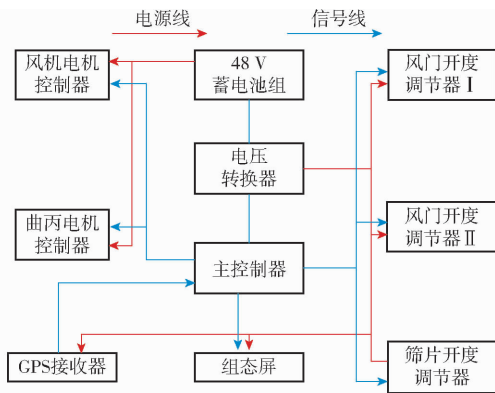 电源线
信号线
风机电机
控制器
48 V
蓄电池组
风门开度
调节器Ⅰ
电压
转换器
曲丙电机
控制器
主控制器
风门开度
调节器Ⅱ
GPS接收器
组态屏
筛片开度
调节器